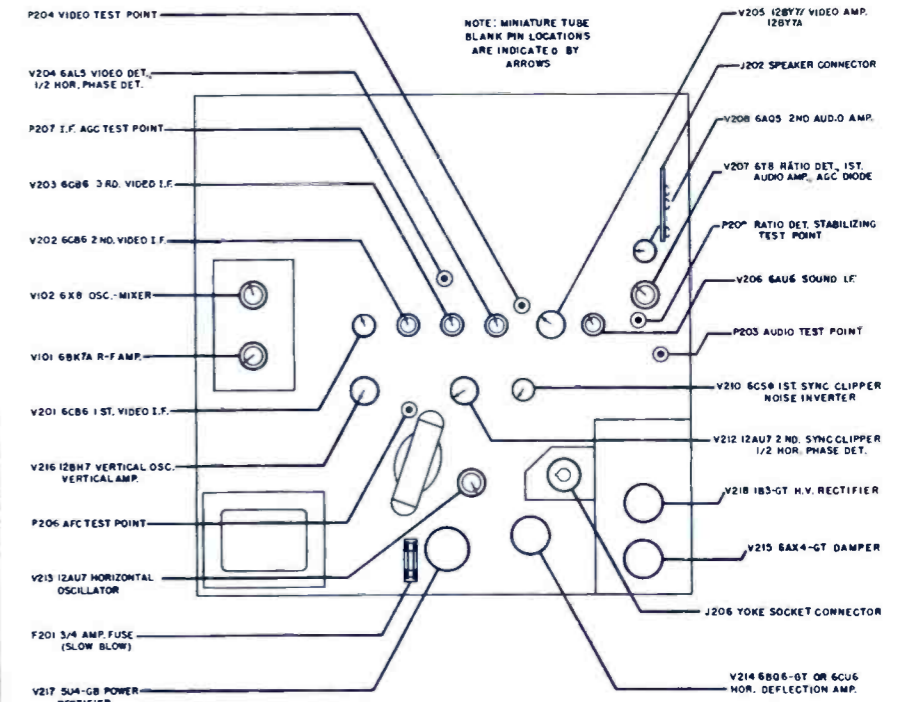 P204 VIDEO TEST POINT
V204 6AL5 VIDEO DET.,
1/2 HOR. PHASE DET.
P207 I.F. AGC TEST POINT
V203 6CB6 3 RD. VIDEO I.F.
V202 6CB6 2 ND. VIDEO I.F.
V102 6X8 OSC.-MIXER
V101 6BK7A R-F AMP.
V201 6CB6 1 ST. VIDEO I.F.
V216 12BH7 VERTICAL OSC.
VERTICAL AMP.
P206 AFC TEST POINT
V213 12AU7 HORIZONTAL
OSCILLATOR
F201 3/4 AMP. FUSE
(SLOW BLOW)
V217 5U4-GB POWER
NOTE: MINIATURE TUBE
BLANK PIN LOCATIONS
ARE INDICATED BY
ARROWS
V205 12BY7/ VIDEO AMP.
12BY7A
J202 SPEAKER CONNECTOR
V208 6AQ5 2ND AUD.O AMP.
V207 6T8 RATIO DET., 1ST.
AUDIO AMP., AGC DIODE
RATIO DET. STABILIZING
TEST POINT
V206 6AU6 SOUND I.F.
P203 AUDIO TEST POINT
V210 6CS6 1ST. SYNC CLIPPER
NOISE INVERTER
V212 12AU7 2 ND. SYNC CLIPPER
1/2 HOR. PHASE DET.
V218 1B3-GT H.V. RECTIFIER
V215 6AX4-GT DAMPER
J206 YOKE SOCKET CONNECTOR
V214 6BQ6-GT OR 6CU6
HOR. DEFLECTION AMP.